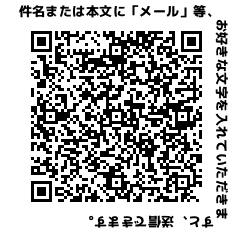 件名または本文に「メール」等、
お好きな文字を入れていただきま
すと、送信できます。